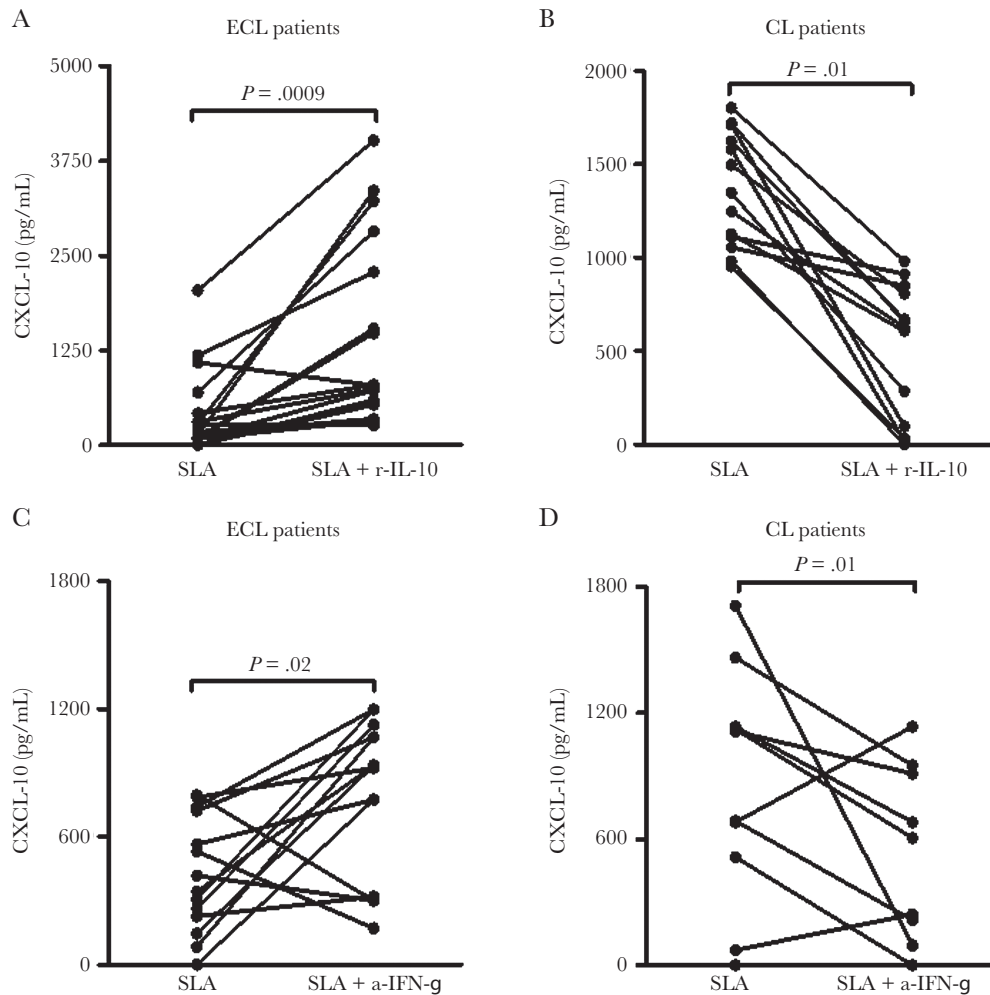 A
ECL patients
5000
3750
2500
1250
0
CXCL-10 (pg/mL)
P = .0009
SLA
SLA + r-IL-10
B
CL patients
2000
1500
1000
500
0
CXCL-10 (pg/mL)
P = .01
SLA
SLA + r-IL-10
C
ECL patients
1800
1200
600
0
CXCL-10 (pg/mL)
P = .02
SLA
SLA + a-IFN-g
D
CL patients
1800
1200
600
0
CXCL-10 (pg/mL)
P = .01
SLA
SLA + a-IFN-g